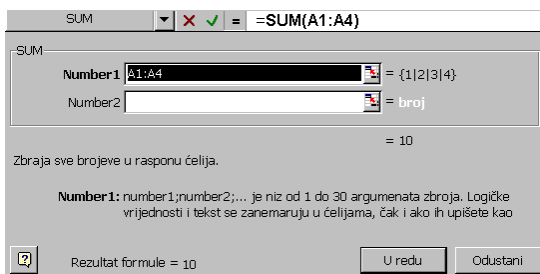 SUM = =SUM(A1:A4)
SUM
Number1 A1:A4 = {1|2|3|4}
Number2 = broj
= 10
Zbraja sve brojeve u rasponu ćelija.
Number1: number1;number2;... je niz od 1 do 30 argumenata zbroja. Logičke
vrijednosti i tekst se zanemaruju u ćelijama, čak i ako ih upišete kao
? Rezultat formule = 10 U redu Odustani